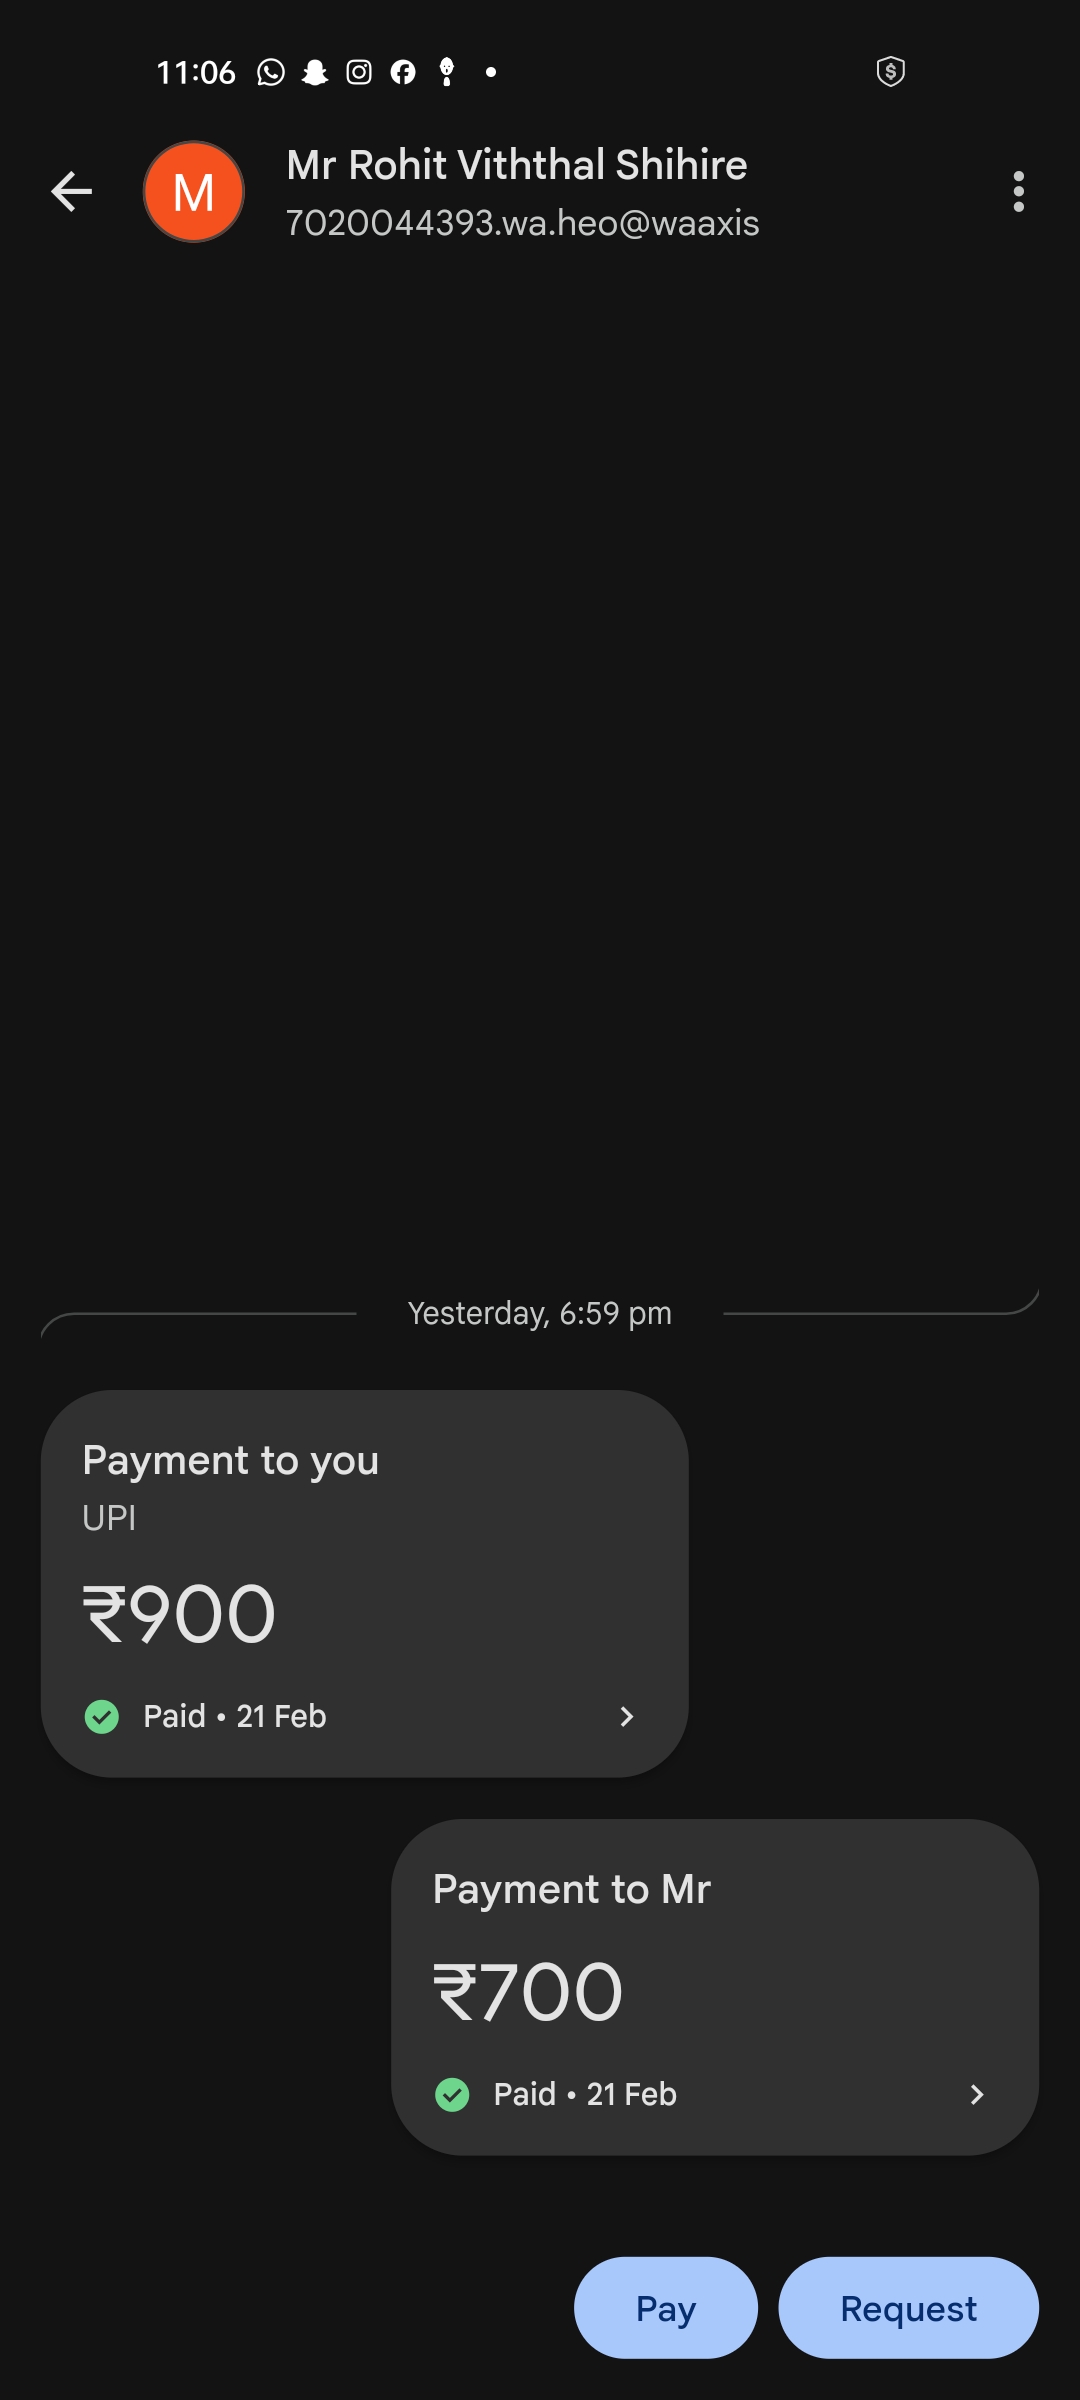 11:06
Mr Rohit Viththal Shihire
7020044393.wa.heo@waaxis
M
Yesterday, 6:59 pm
Payment to you
UPI
₹900
Paid • 21 Feb
Payment to Mr
₹700
Paid • 21 Feb
Pay
Request